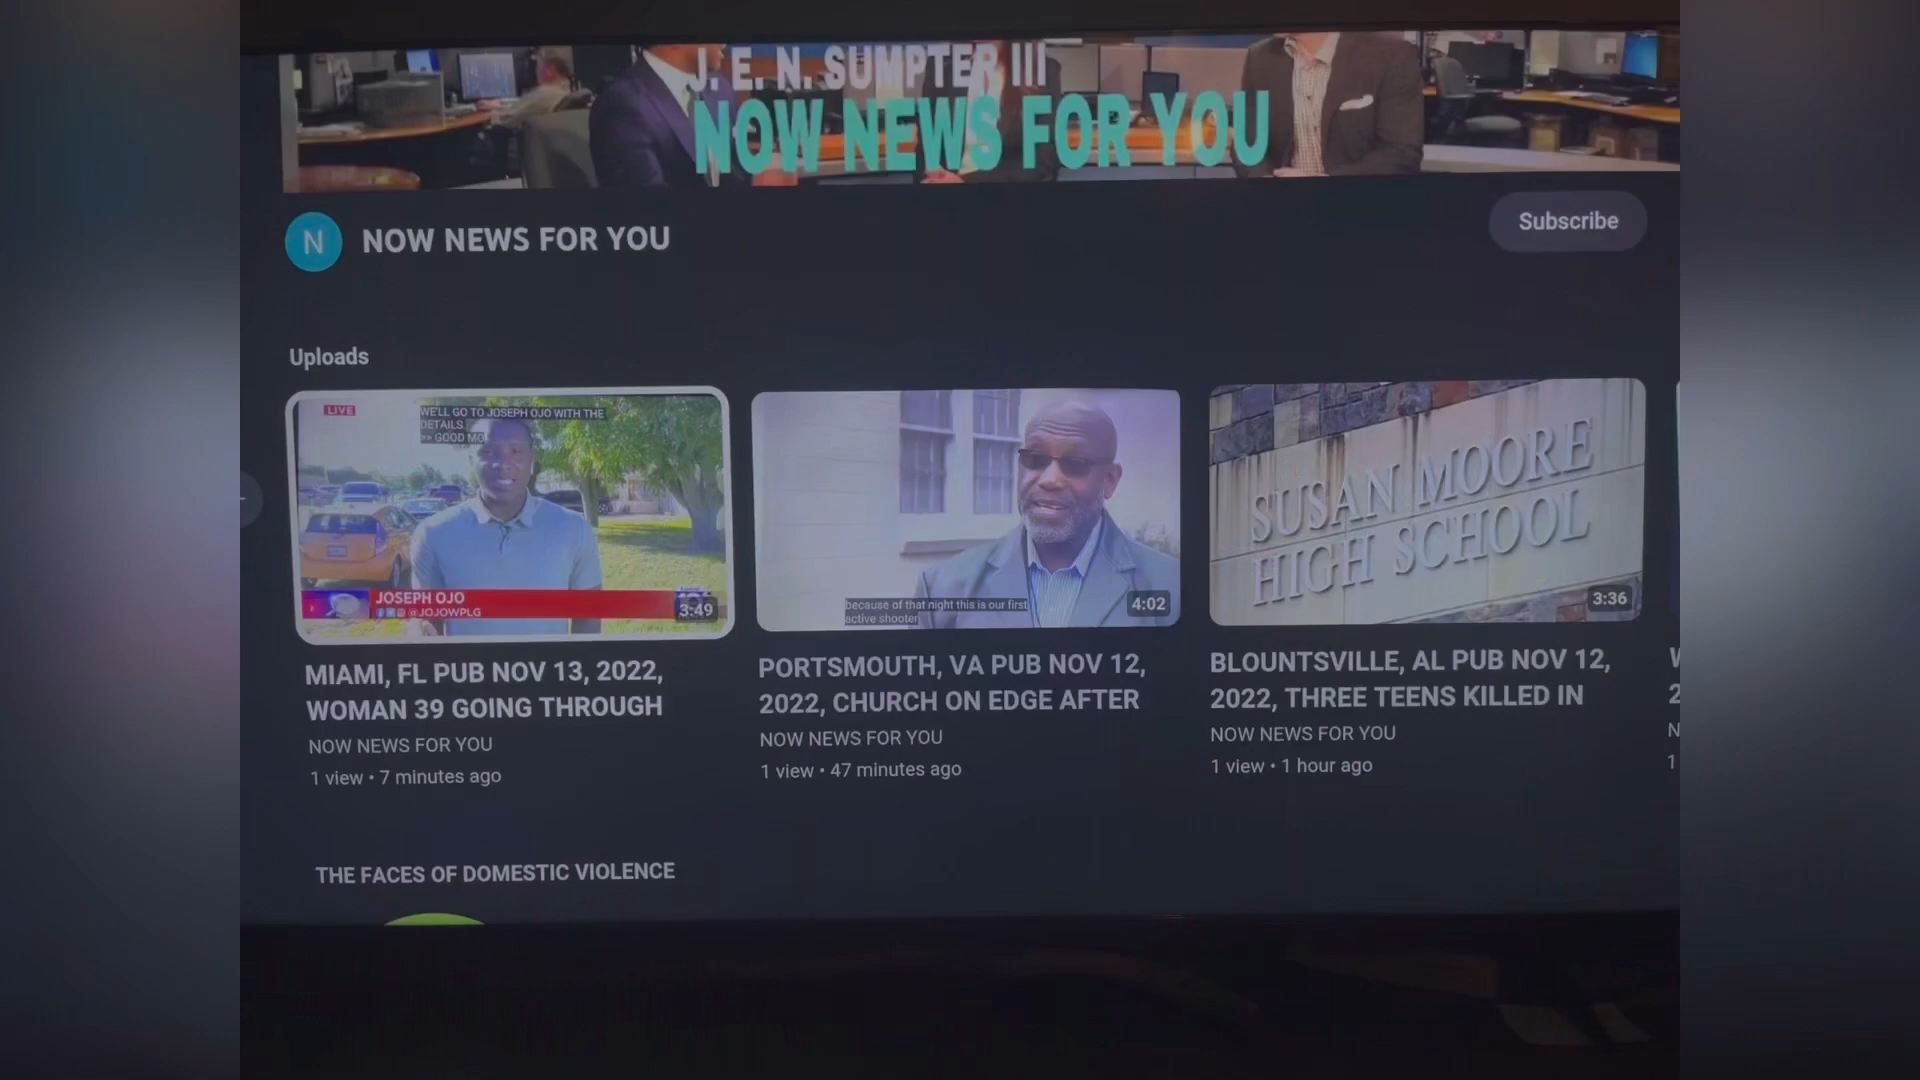 J. E. N. SUMPTER III
NOW NEWS FOR YOU
N
NOW NEWS FOR YOU
Subscribe
Uploads
LIVE
WE'LL GO TO JOSEPH OJO WITH THE
DETAILS.
>> GOOD MO
JOSEPH OJO
@JOJOWPLG
3:49
because of that night this is our first
active shooter
4:02
SUSAN MOORE
HIGH SCHOOL
3:36
MIAMI, FL PUB NOV 13, 2022,
WOMAN 39 GOING THROUGH
NOW NEWS FOR YOU
1 view • 7 minutes ago
PORTSMOUTH, VA PUB NOV 12,
2022, CHURCH ON EDGE AFTER
NOW NEWS FOR YOU
1 view • 47 minutes ago
BLOUNTSVILLE, AL PUB NOV 12,
2022, THREE TEENS KILLED IN
NOW NEWS FOR YOU
1 view • 1 hour ago
THE FACES OF DOMESTIC VIOLENCE